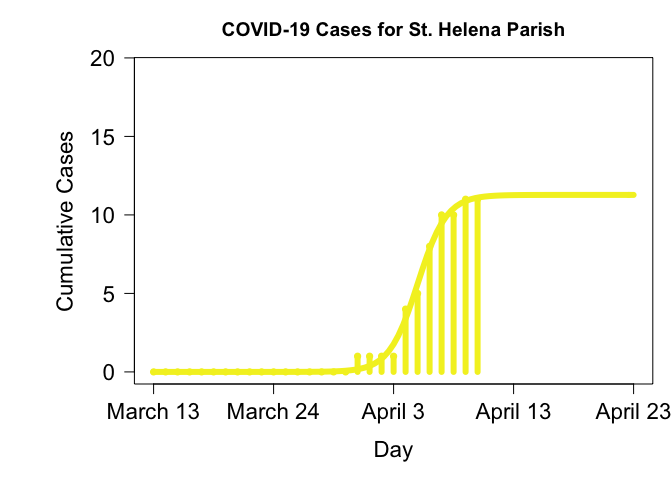 COVID-19 Cases for St. Helena Parish
Cumulative Cases
20
15
10
5
0
March 13
March 24
April 3
April 13
April 23
Day